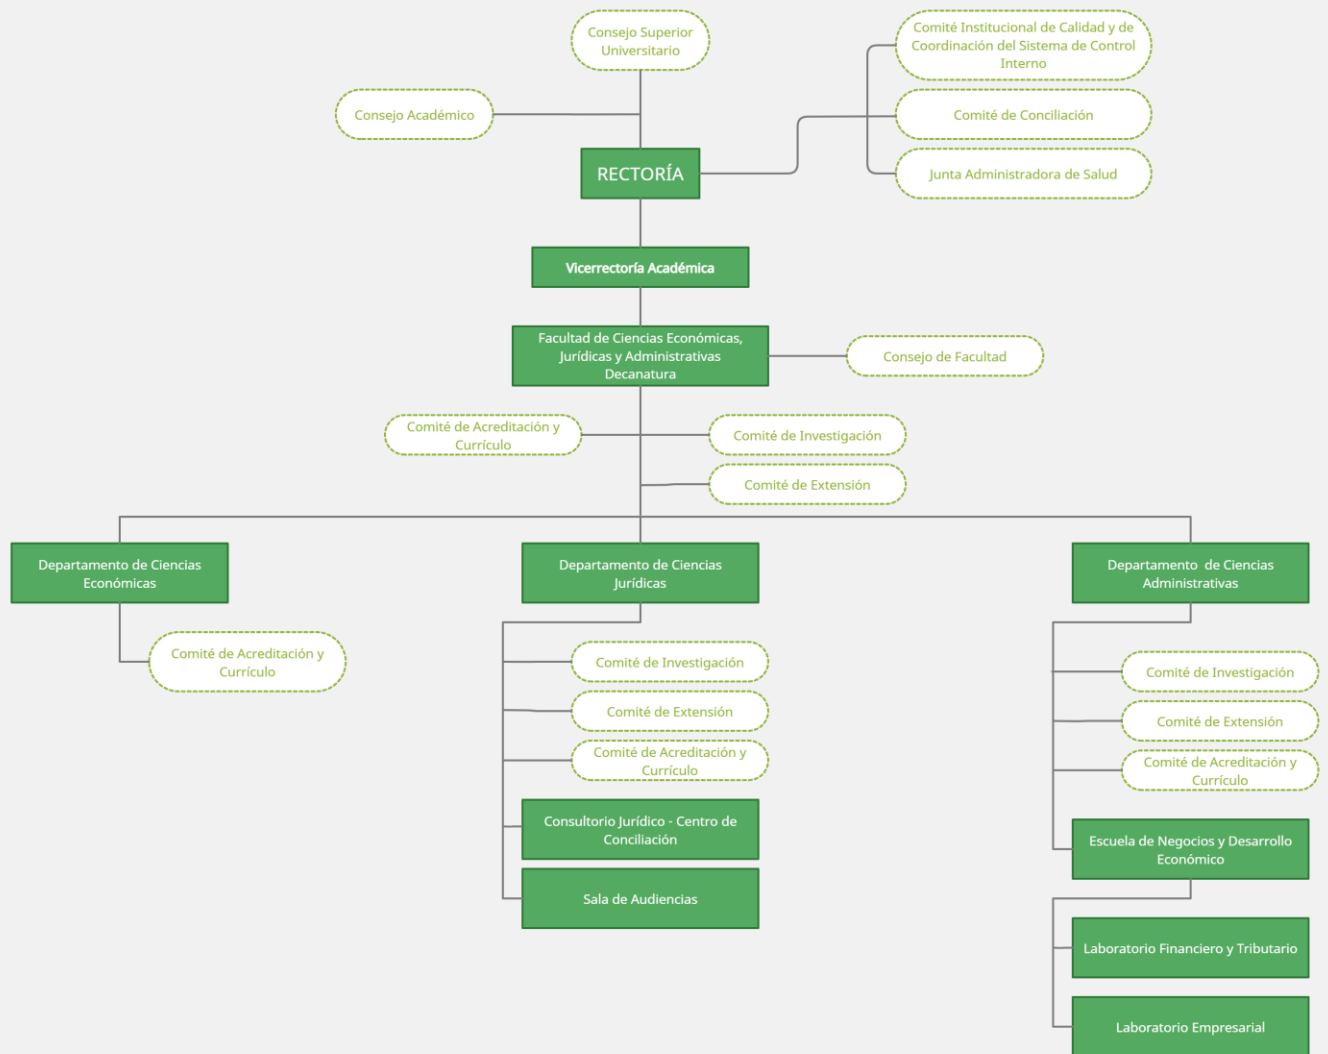 Consejo Superior
Universitario
Comité Institucional de Calidad y de
Coordinación del Sistema de Control
Interno
Consejo Académico
Comité de Conciliación
RECTORÍA
Junta Administradora de Salud
Vicerrectoría Académica
Facultad de Ciencias Económicas,
Jurídicas y Administrativas
Decanatura
Consejo de Facultad
Comité de Acreditación y
Currículo
Comité de Investigación
Comité de Extensión
Departamento de Ciencias
Económicas
Departamento de Ciencias
Jurídicas
Departamento  de Ciencias
Administrativas
Comité de Acreditación y
Currículo
Comité de Investigación
Comité de Extensión
Comité de Acreditación y
Currículo
Consultorio Jurídico - Centro de
Conciliación
Sala de Audiencias
Comité de Investigación
Comité de Extensión
Comité de Acreditación y
Currículo
Escuela de Negocios y Desarrollo
Económico
Laboratorio Financiero y Tributario
Laboratorio Empresarial